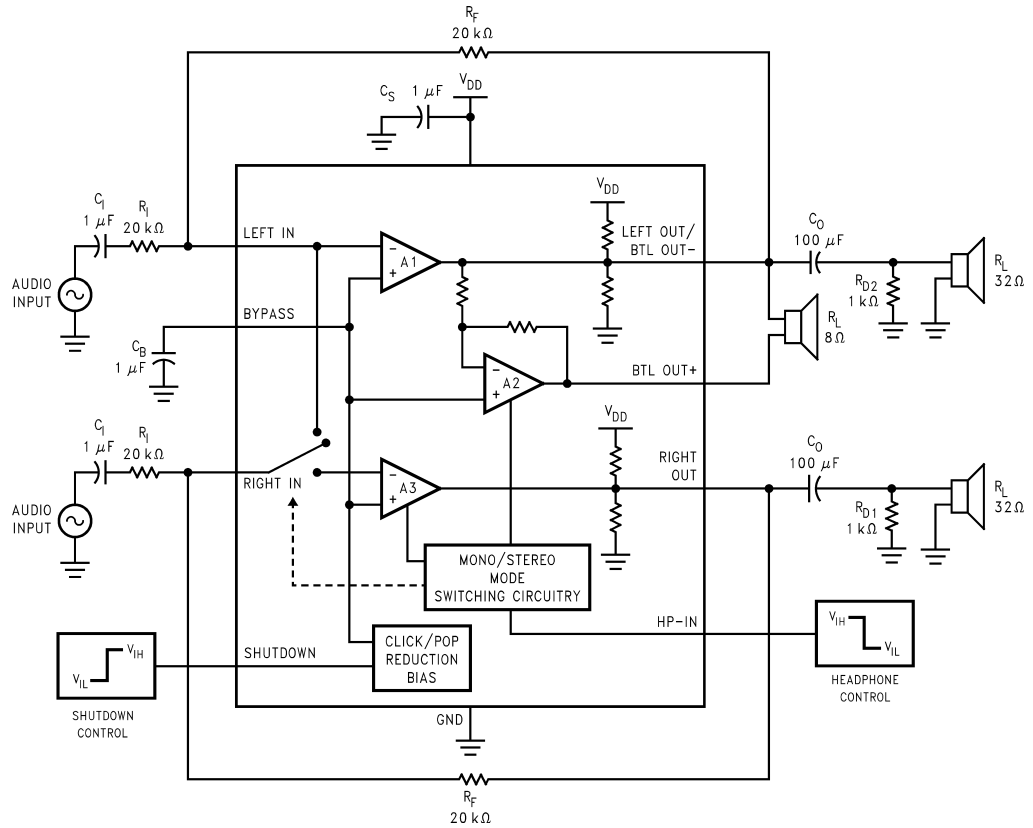 R_F
20 kΩ
C_S 1 μF
V_DD
C_I
1 μF
R_I
20 kΩ
LEFT IN
AUDIO
INPUT
−
+
A1
V_DD
LEFT OUT/
BTL OUT−
C_O
100 μF
R_D2
1 kΩ
R_L
32Ω
BYPASS
C_B
1 μF
R_L
8Ω
−
+
A2
BTL OUT+
C_I
1 μF
R_I
20 kΩ
RIGHT IN
AUDIO
INPUT
−
+
A3
V_DD
RIGHT
OUT
C_O
100 μF
R_D1
1 kΩ
R_L
32Ω
MONO/STEREO
MODE
SWITCHING CIRCUITRY
HP-IN
V_IH
V_IL
HEADPHONE
CONTROL
V_IH
V_IL
SHUTDOWN
CONTROL
SHUTDOWN
CLICK/POP
REDUCTION
BIAS
GND
R_F
20 kΩ